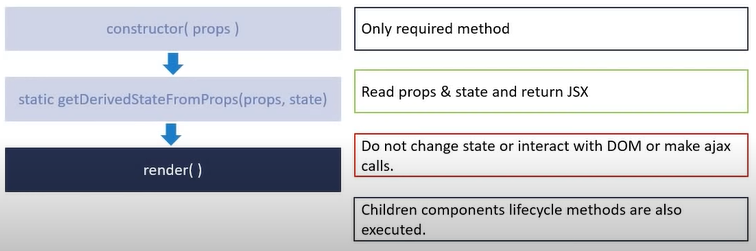 constructor( props )
static getDerivedStateFromProps(props, state)
render( )
Only required method
Read props & state and return JSX
Do not change state or interact with DOM or make ajax
calls.
Children components lifecycle methods are also
executed.